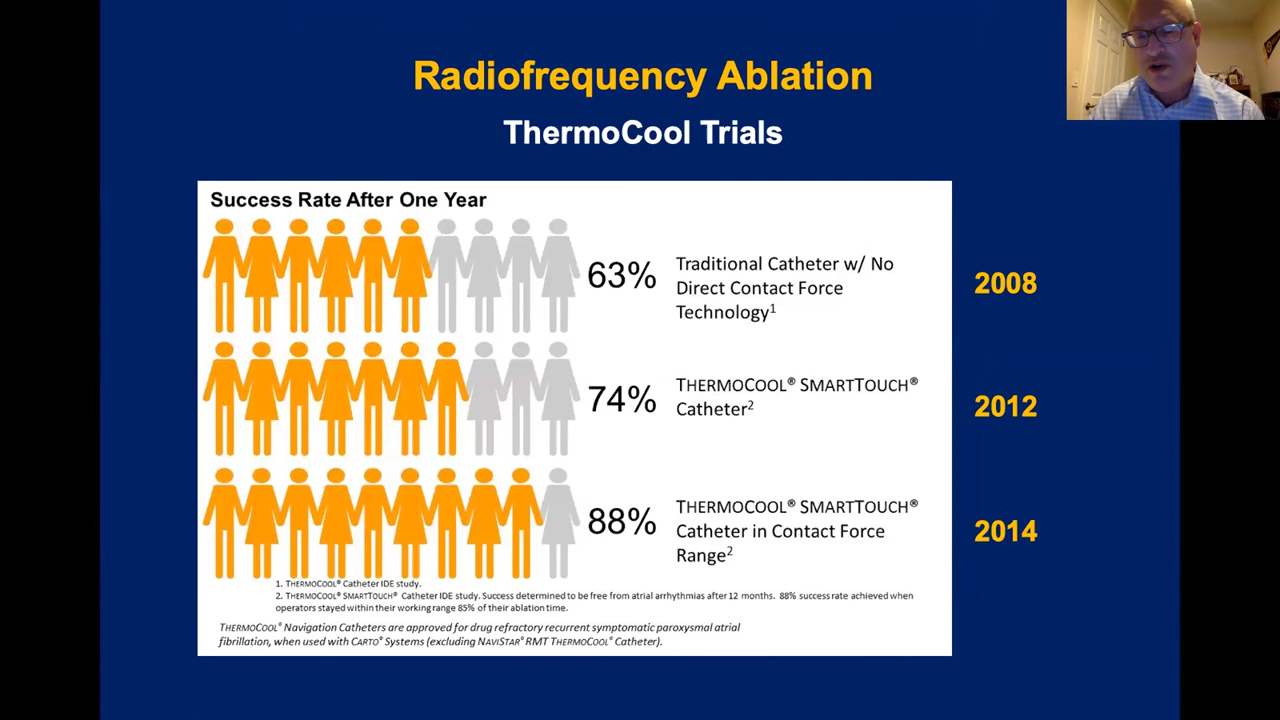 Radiofrequency Ablation
ThermoCool Trials
Success Rate After One Year
63%
Traditional Catheter w/ No
Direct Contact Force
Technology¹
2008
74%
THERMOCOOL® SMARTTOUCH®
Catheter²
2012
88%
THERMOCOOL® SMARTTOUCH®
Catheter in Contact Force
Range²
2014
1. THERMOCOOL® Catheter IDE study.
2. THERMOCOOL® SMARTTOUCH® Catheter IDE study. Success determined to be free from atrial arrhythmias after 12 months. 88% success rate achieved when
operators stayed within their working range 85% of their ablation time.
THERMOCOOL® Navigation Catheters are approved for drug refractory recurrent symptomatic paroxysmal atrial
fibrillation, when used with CARTO® Systems (excluding NAVISTAR® RMT THERMOCOOL® Catheter).